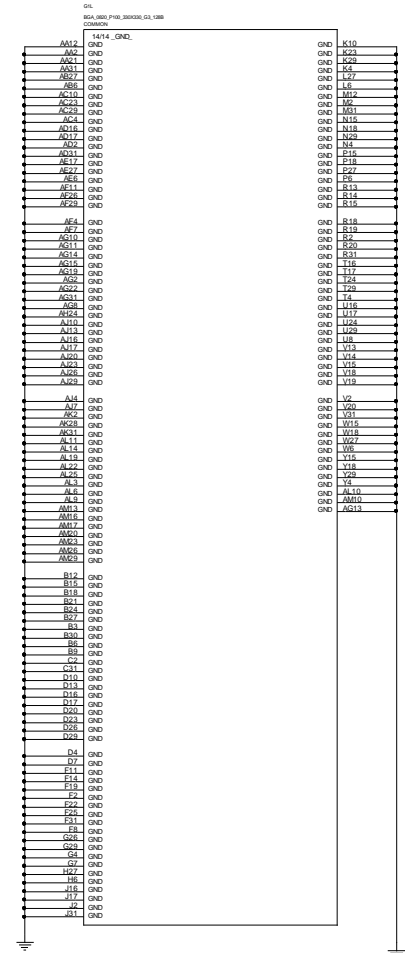 G1L
BGA_0820_P100_330X330_G3_128B
COMMON
14/14 _GND_
AA12 GND GND K10
AA2 GND GND K23
AA21 GND GND K29
AA31 GND GND K4
AB27 GND GND L27
AB6 GND GND L6
AC10 GND GND M12
AC23 GND GND M2
AC29 GND GND M31
AC4 GND GND N15
AD16 GND GND N18
AD17 GND GND N29
AD2 GND GND N4
AD31 GND GND P15
AE17 GND GND P18
AE27 GND GND P27
AE6 GND GND P6
AF11 GND GND R13
AF26 GND GND R14
AF29 GND GND R15
AF4 GND GND R18
AF7 GND GND R19
AG10 GND GND R2
AG11 GND GND R20
AG14 GND GND R31
AG15 GND GND T16
AG19 GND GND T17
AG2 GND GND T24
AG22 GND GND T29
AG31 GND GND T4
AG8 GND GND U16
AH24 GND GND U17
AJ10 GND GND U24
AJ13 GND GND U29
AJ16 GND GND U8
AJ17 GND GND V13
AJ20 GND GND V14
AJ23 GND GND V15
AJ26 GND GND V18
AJ29 GND GND V19
AJ4 GND GND V2
AJ7 GND GND V20
AK2 GND GND V31
AK28 GND GND W15
AK31 GND GND W18
AL11 GND GND W27
AL14 GND GND W6
AL19 GND GND Y15
AL22 GND GND Y18
AL25 GND GND Y29
AL3 GND GND Y4
AL6 GND GND AL10
AL9 GND GND AM10
AM13 GND GND AG13
AM16 GND
AM17 GND
AM20 GND
AM23 GND
AM26 GND
AM29 GND
B12 GND
B15 GND
B18 GND
B21 GND
B24 GND
B27 GND
B3 GND
B30 GND
B6 GND
B9 GND
C2 GND
C31 GND
D10 GND
D13 GND
D16 GND
D17 GND
D20 GND
D23 GND
D26 GND
D29 GND
D4 GND
D7 GND
F11 GND
F14 GND
F19 GND
F2 GND
F22 GND
F25 GND
F31 GND
F8 GND
G26 GND
G29 GND
G4 GND
G7 GND
H27 GND
H6 GND
J16 GND
J17 GND
J2 GND
J31 GND